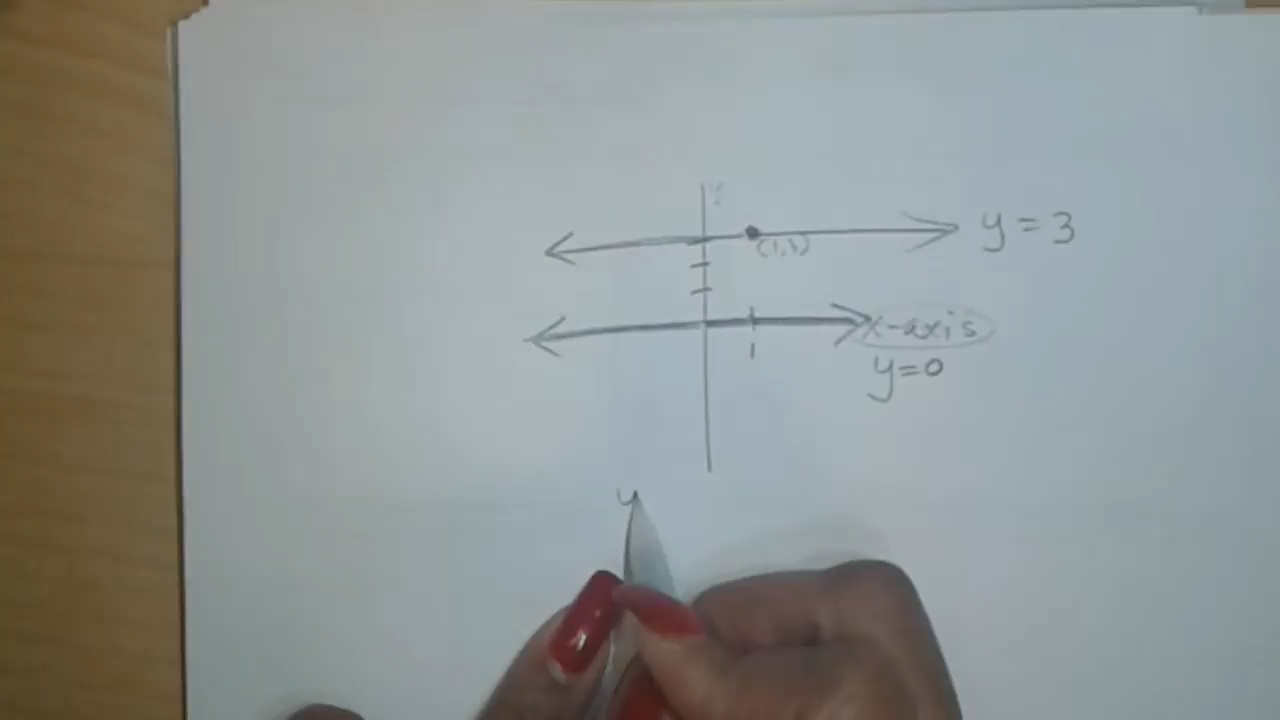 y
y = 3
(1,3)
x-axis
1
y=0
y